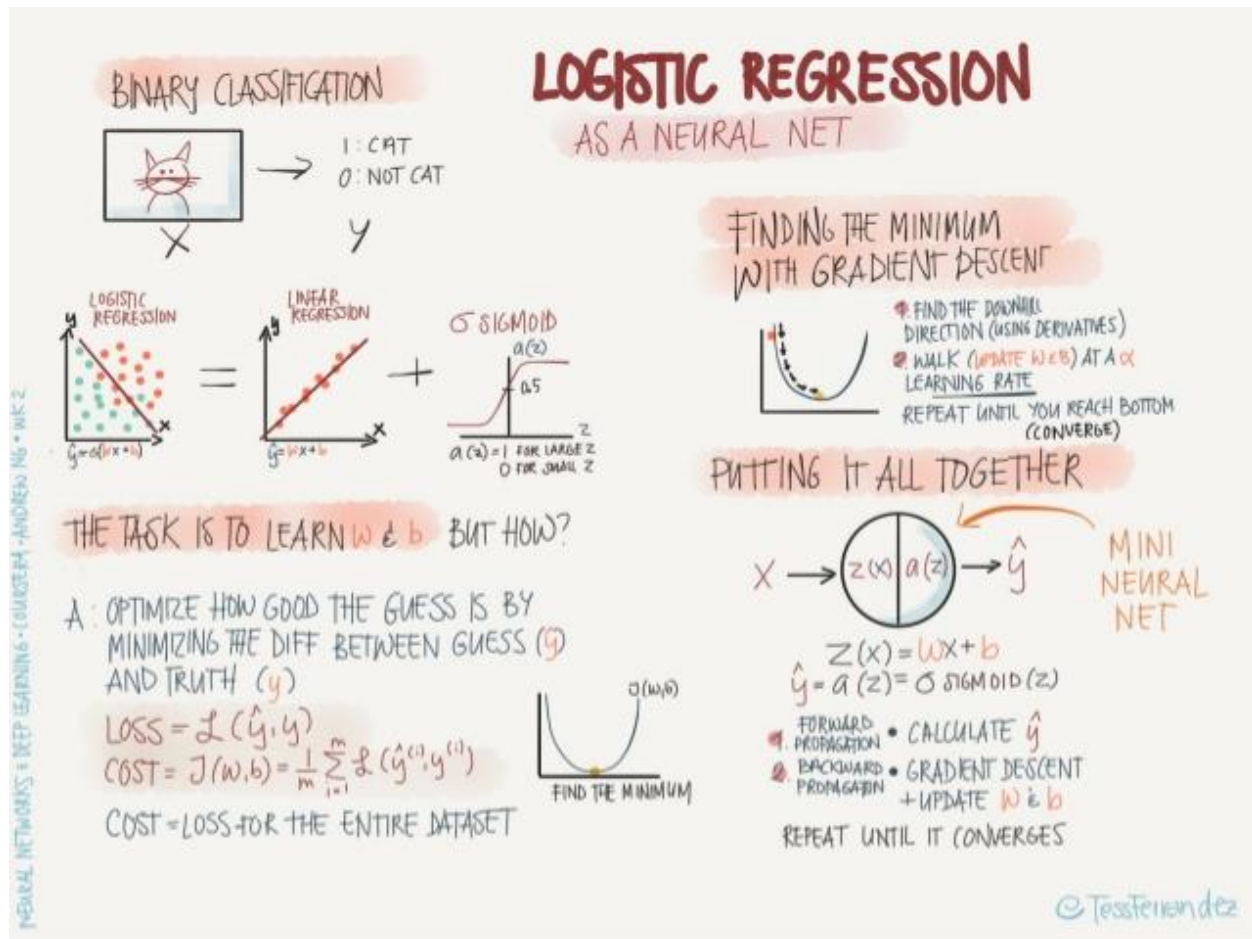 LOGISTIC REGRESSION
AS A NEURAL NET
BINARY CLASSIFICATION
1 : CAT
0 : NOT CAT
X
Y
LOGISTIC
REGRESSION
y
x
ŷ=σ(wx+b)
=
LINEAR
REGRESSION
y
x
ŷ=wx+b
+
σ SIGMOID
a(z)
0.5
z
a(z)=1 FOR LARGE Z
0 FOR SMALL Z
THE TASK IS TO LEARN w & b BUT HOW?
A: OPTIMIZE HOW GOOD THE GUESS IS BY
MINIMIZING THE DIFF BETWEEN GUESS (ŷ)
AND TRUTH (y)
LOSS = ℒ(ŷ,y)
COST = J(w,b) = 1/m Σ i=1 m ℒ(ŷ⁽ⁱ⁾,y⁽ⁱ⁾)
COST = LOSS FOR THE ENTIRE DATASET
J(w,b)
FIND THE MINIMUM
FINDING THE MINIMUM
WITH GRADIENT DESCENT
1. FIND THE DOWNHILL
DIRECTION (USING DERIVATIVES)
2. WALK (UPDATE W & B) AT A α
LEARNING RATE
REPEAT UNTIL YOU REACH BOTTOM
(CONVERGE)
PUTTING IT ALL TOGETHER
X → z(x) a(z) → ŷ
MINI
NEURAL
NET
Z(x) = wx+b
ŷ = a(z) = σ SIGMOID(z)
1. FORWARD
PROPAGATION • CALCULATE ŷ
2. BACKWARD
PROPAGATION • GRADIENT DESCENT
+ UPDATE w & b
REPEAT UNTIL IT CONVERGES
NEURAL NETWORKS & DEEP LEARNING • COURSERA • ANDREW NG • WK 2
@TessFerrandez